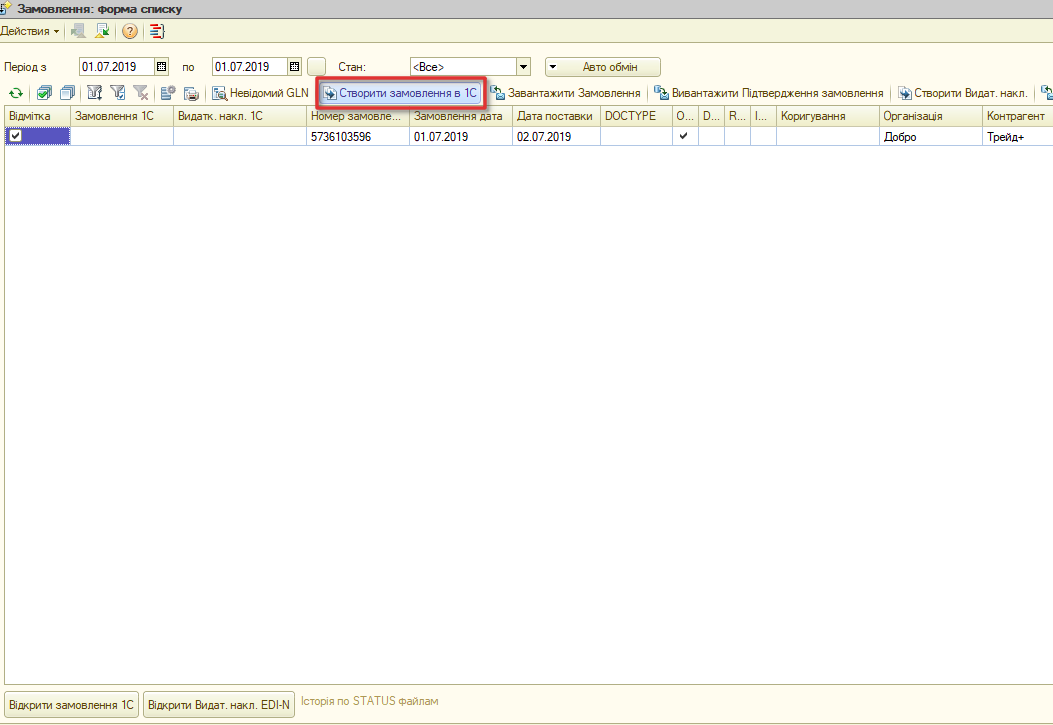 Замовлення: форма списку
Действия
Період з 01.07.2019 по 01.07.2019 Стан: <Все> Авто обмін
Невідомий GLN Створити замовлення в 1С Завантажити Замовлення Вивантажити Підтвердження замовлення Створити Видат. накл.
Відмітка Замовлення 1С Видатк. накл. 1С Номер замовле... Замовлення дата Дата поставки DOCTYPE О... D... R... I... Коригування Організація Контрагент
5736103596 01.07.2019 02.07.2019 Добро Трейд+
Відкрити замовлення 1С Відкрити Видат. накл. EDI-N Історія по STATUS файлам